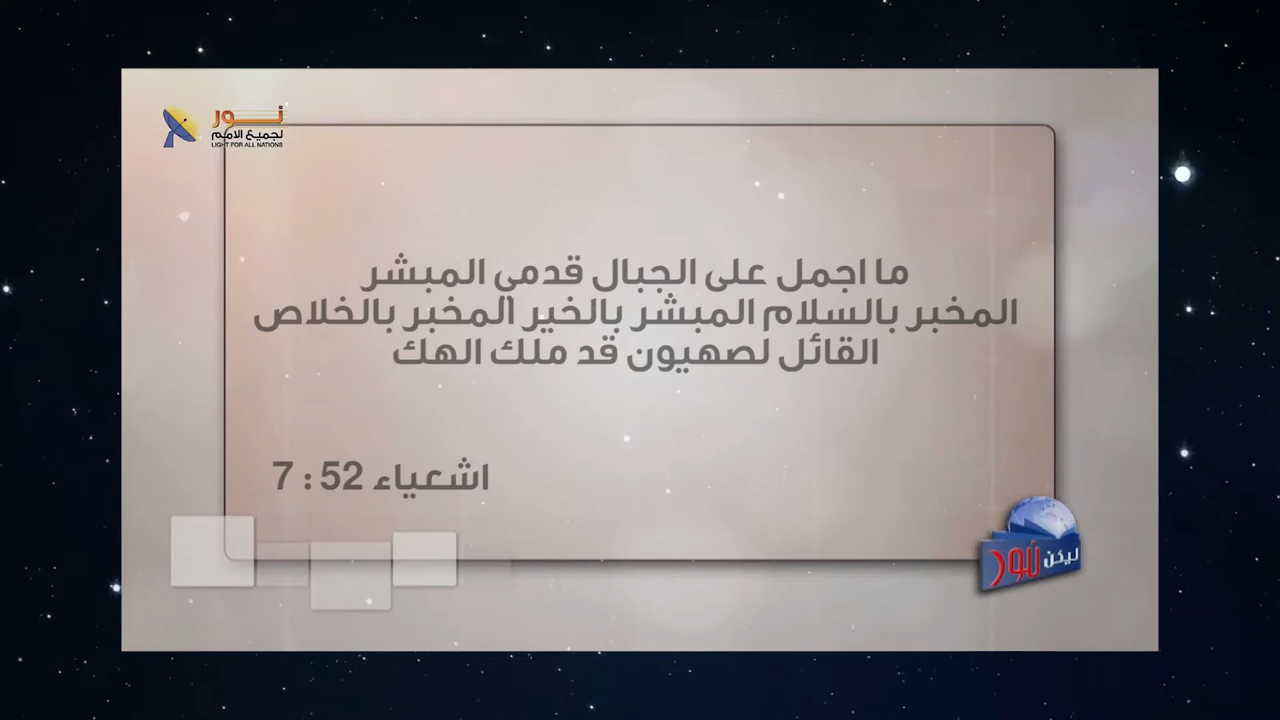 نور
لجميع الامم
LIGHT FOR ALL NATIONS
ما اجمل على الجبال قدمي المبشر
المخبر بالسلام المبشر بالخير المخبر بالخلاص
القائل لصهيون قد ملك الهك
اشعياء 52 : 7
ليكن نور